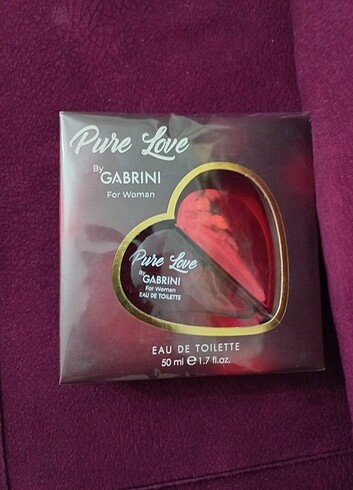 Pure Love
By GABRINI
For Woman
Pure Love
By GABRINI
For Woman
EAU DE TOILETTE
EAU DE TOILETTE
50 ml e 1.7 fl.oz.